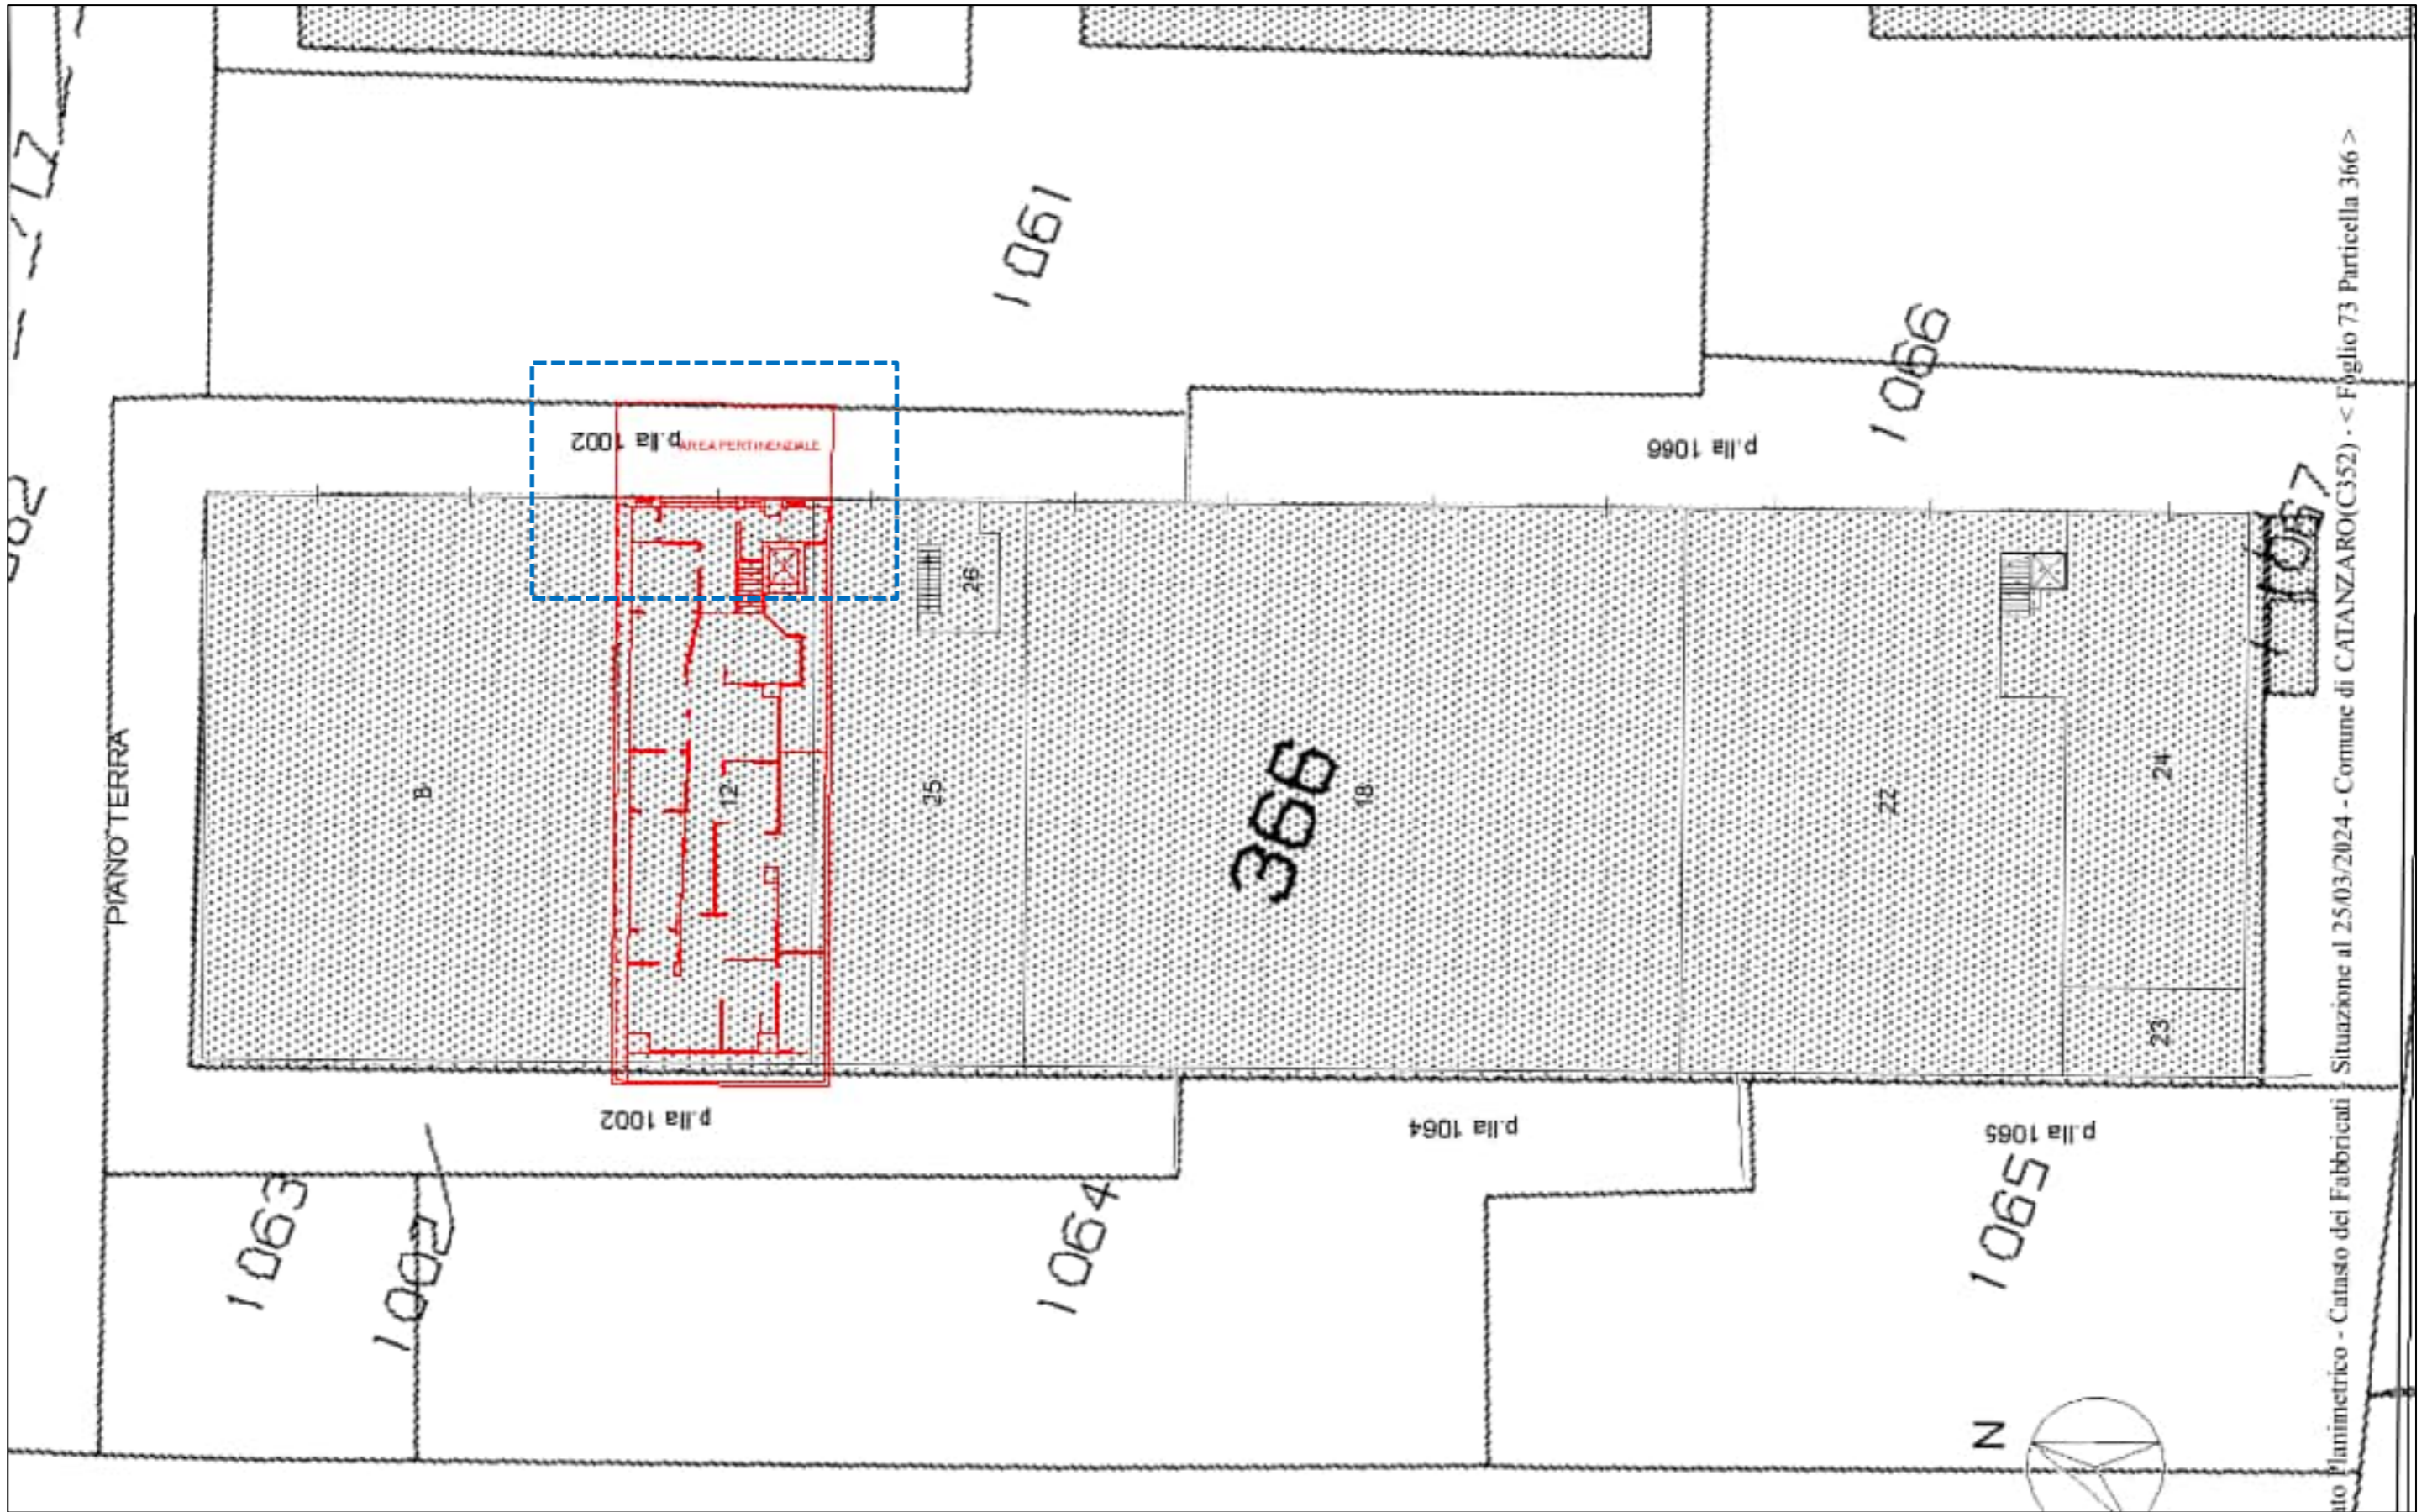 1061
1066
p.lla 1002
AREA PERTINENZIALE
p.lla 1066
1067
26
PIANO TERRA
B
12
25
366
18
22
24
23
p.lla 1002
p.lla 1064
p.lla 1065
1063
1002
1064
1065
N
Planimetrico - Catasto dei Fabbricati - Situazione al 25/03/2024 - Comune di CATANZARO(C352) - < Foglio 73 Particella 366 >